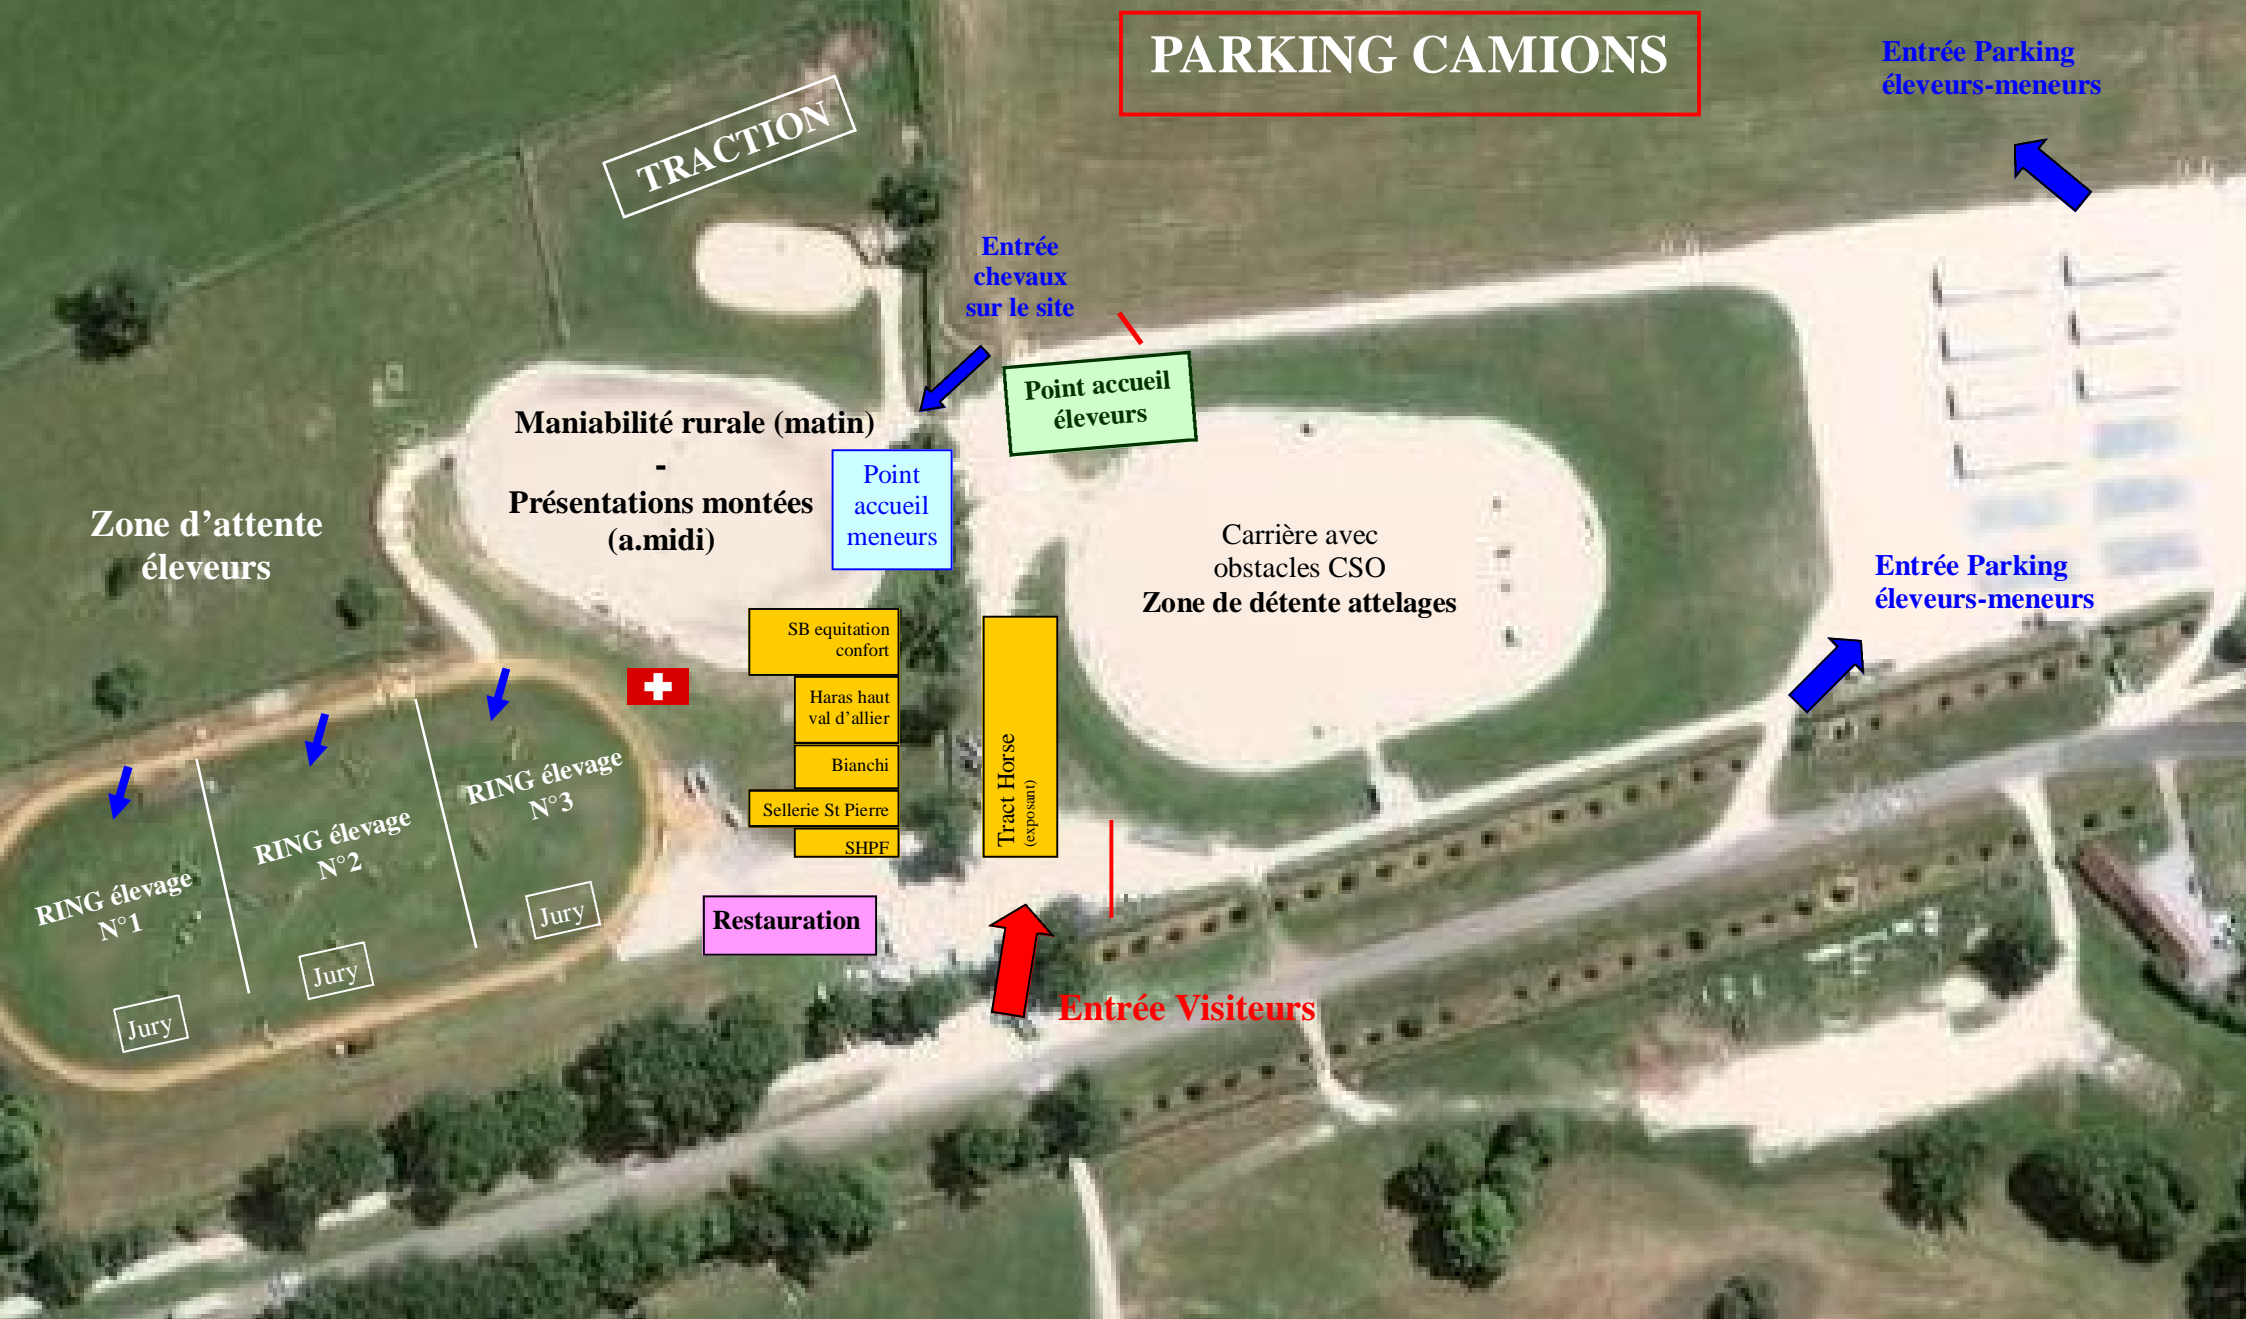 PARKING CAMIONS
Entrée Parking
éleveurs-meneurs
TRACTION
Entrée
chevaux
sur le site
Point accueil
éleveurs
Maniabilité rurale (matin)
-
Présentations montées
(a.midi)
Point
accueil
meneurs
Zone d’attente
éleveurs
Carrière avec
obstacles CSO
Zone de détente attelages
Entrée Parking
éleveurs-meneurs
SB equitation
confort
Haras haut
val d’allier
Bianchi
Sellerie St Pierre
SHPF
Tract Horse
(exposant)
RING élevage
N°3
RING élevage
N°2
RING élevage
N°1
Jury
Jury
Jury
Restauration
Entrée Visiteurs